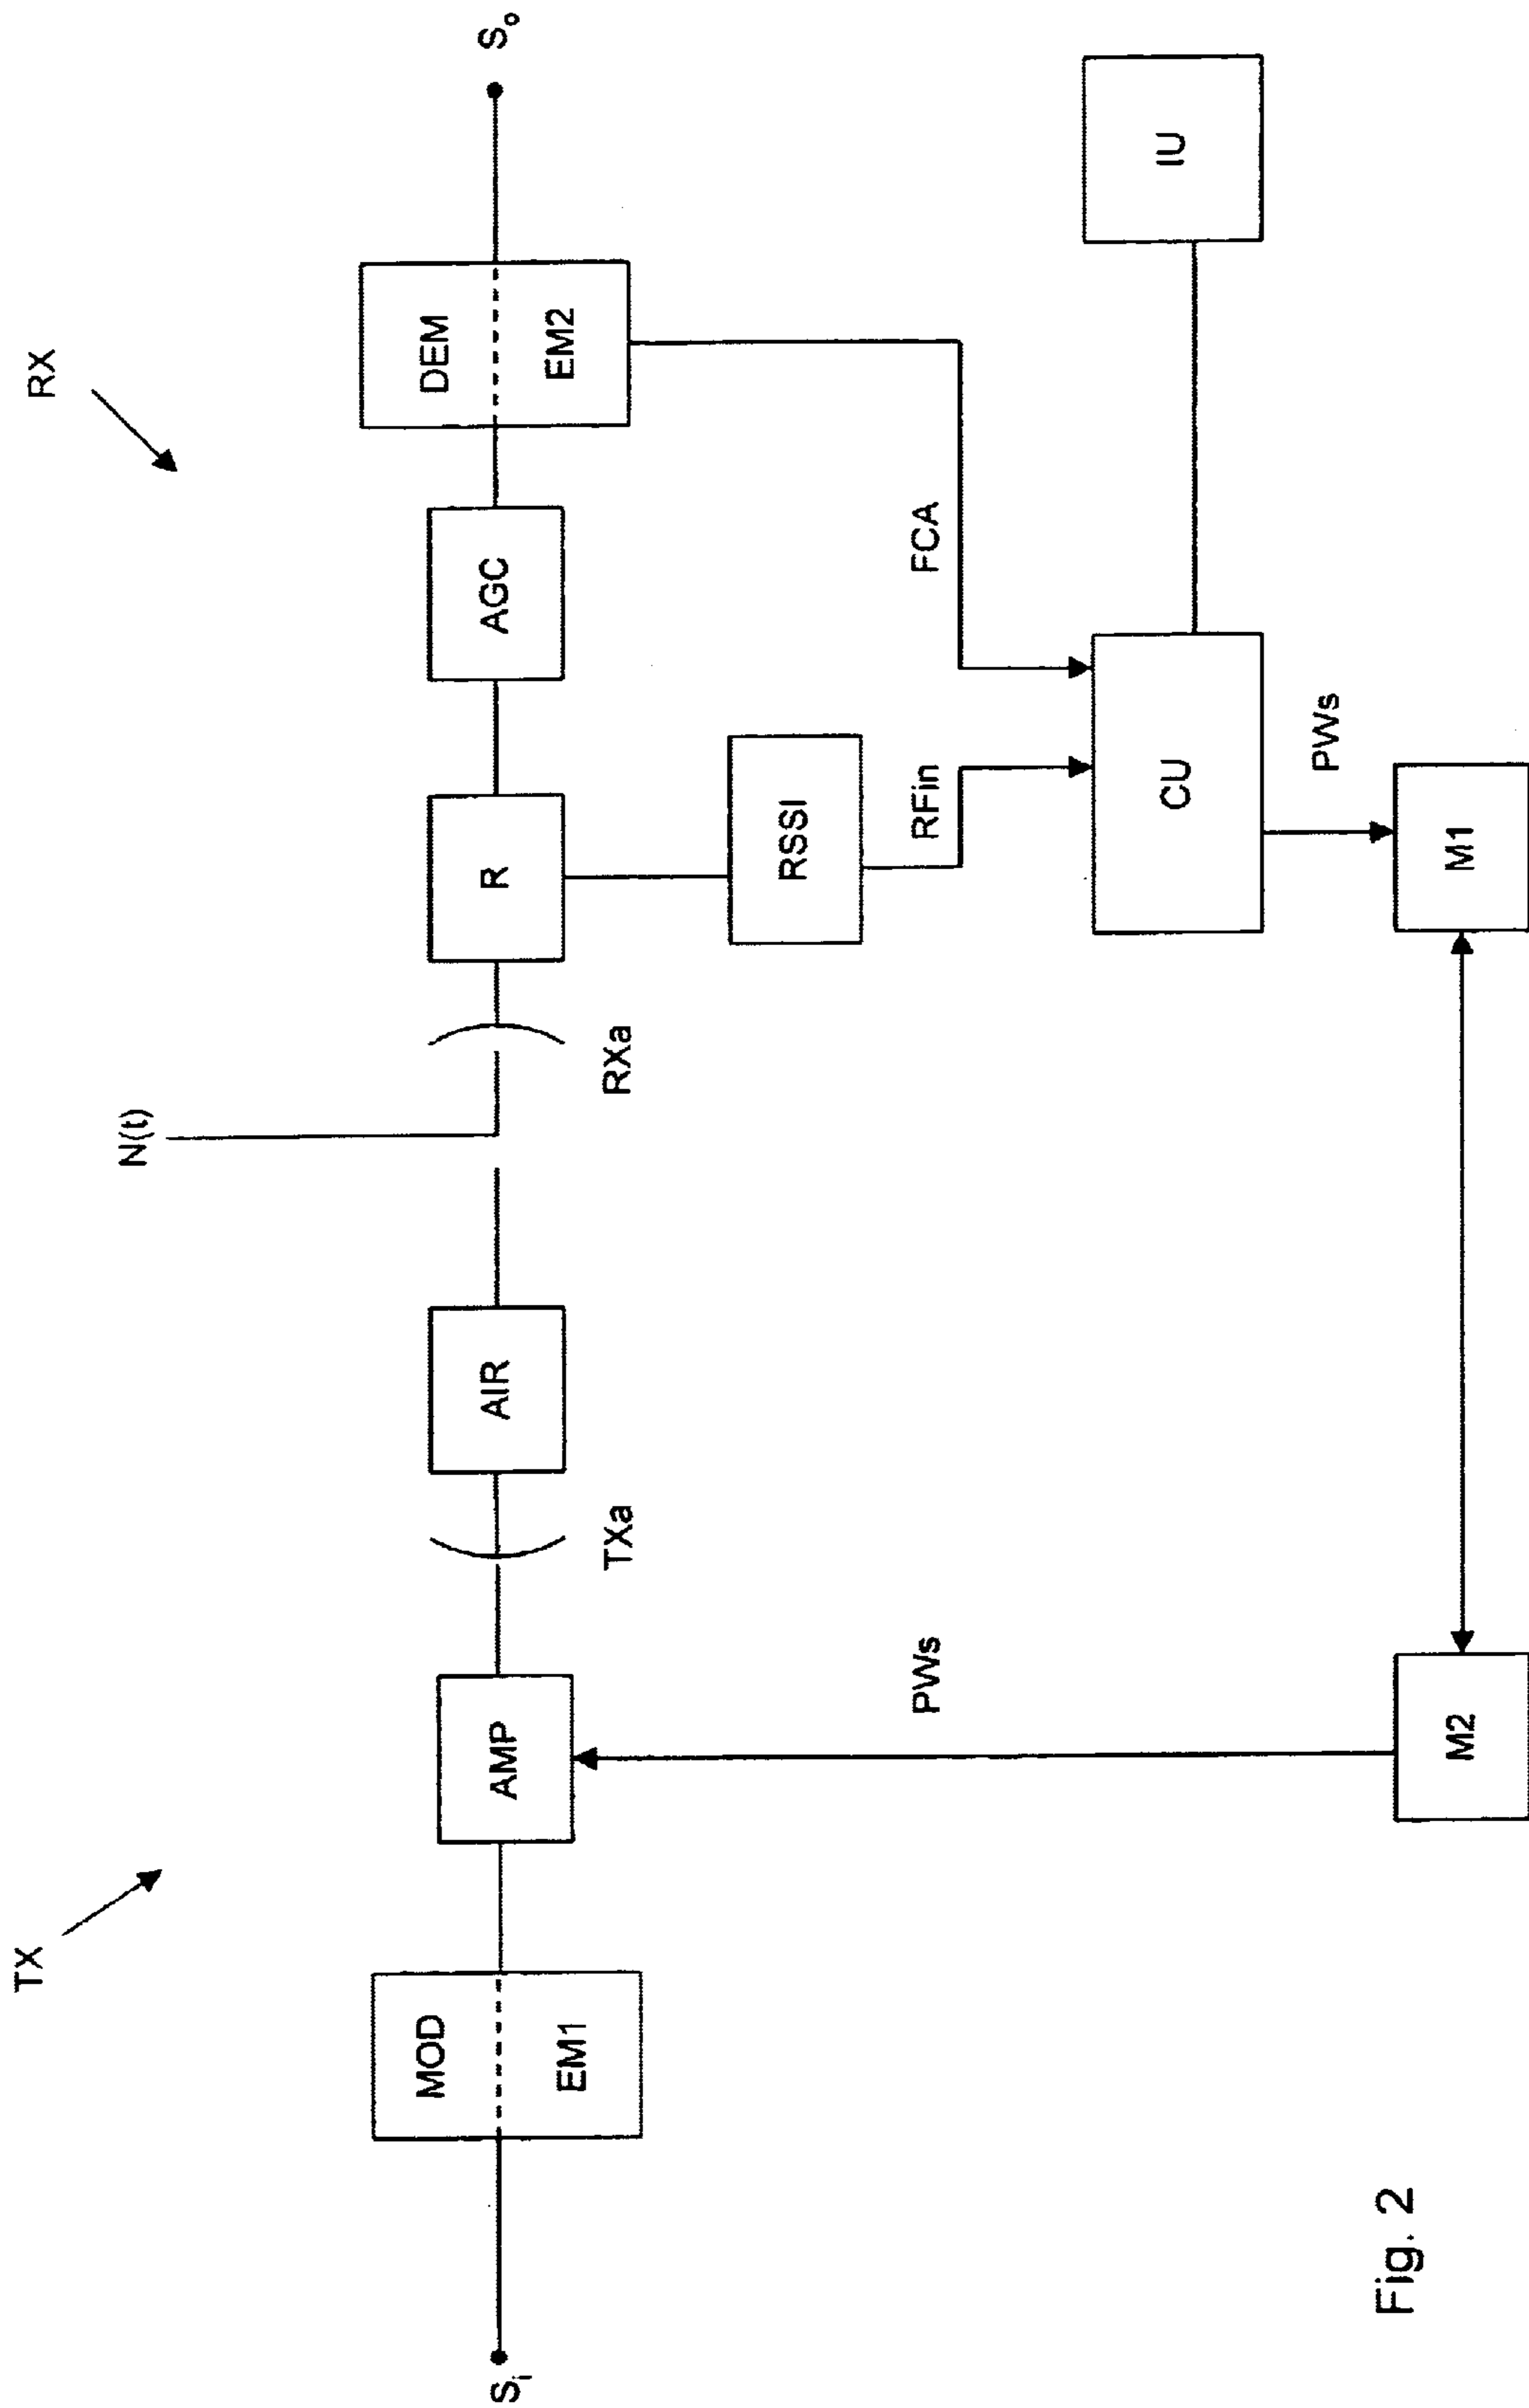 TX
RX
N(t)
Si
MOD
EM1
AMP
TXa
AIR
RXa
R
AGC
DEM
EM2
So
RSSI
RFin
FCA
PWs
CU
IU
PWs
M2
M1
Fig. 2